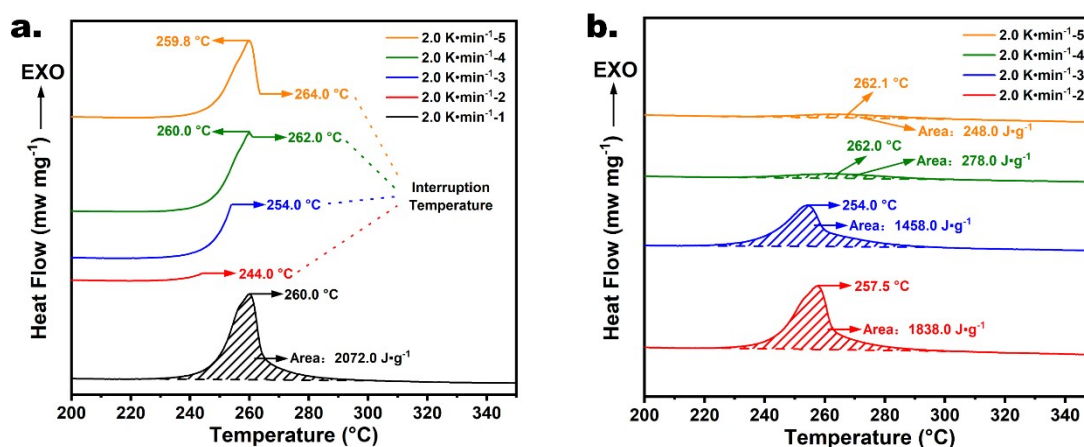 a.
EXO
Heat Flow (mw mg⁻¹)
259.8 °C
264.0 °C
260.0 °C
262.0 °C
254.0 °C
244.0 °C
260.0 °C
Area： 2072.0 J•g⁻¹
Interruption
Temperature
2.0 K•min⁻¹-5
2.0 K•min⁻¹-4
2.0 K•min⁻¹-3
2.0 K•min⁻¹-2
2.0 K•min⁻¹-1
200 220 240 260 280 300 320 340
Temperature (°C)
b.
EXO
Heat Flow (mw mg⁻¹)
2.0 K•min⁻¹-5
2.0 K•min⁻¹-4
2.0 K•min⁻¹-3
2.0 K•min⁻¹-2
262.1 °C
Area：248.0 J•g⁻¹
262.0 °C
Area：278.0 J•g⁻¹
254.0 °C
Area：1458.0 J•g⁻¹
257.5 °C
Area：1838.0 J•g⁻¹
200 220 240 260 280 300 320 340
Temperature (°C)